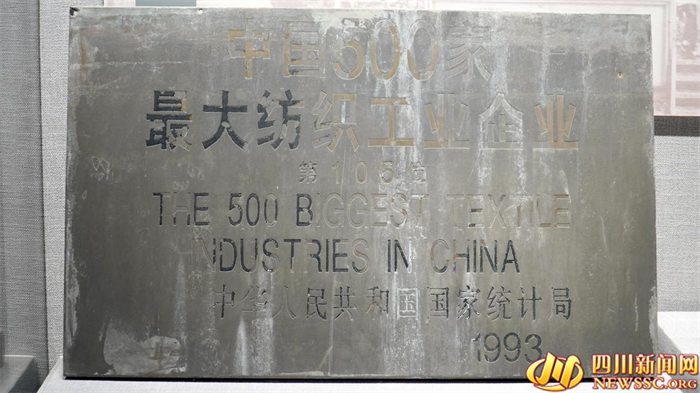 中国500家
最大纺织工业企业
第105位
THE 500 BIGGEST TEXTILE
INDUSTRIES IN CHINA
中华人民共和国国家统计局
1993
四川新闻网
NEWSSC.ORG